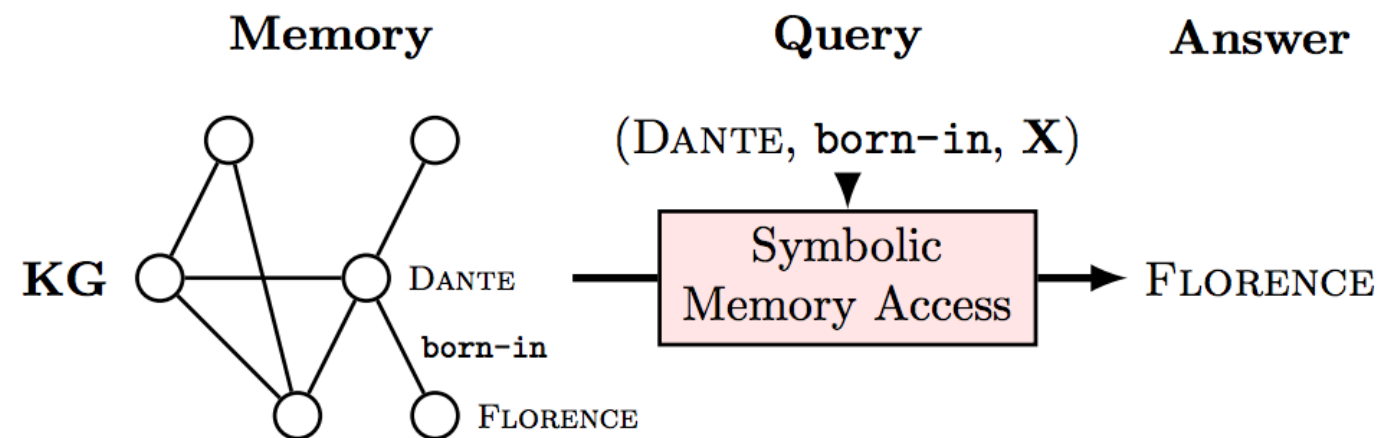 Memory
Query
Answer
(DANTE, born-in, X)
KG
DANTE
born-in
FLORENCE
Symbolic
Memory Access
FLORENCE